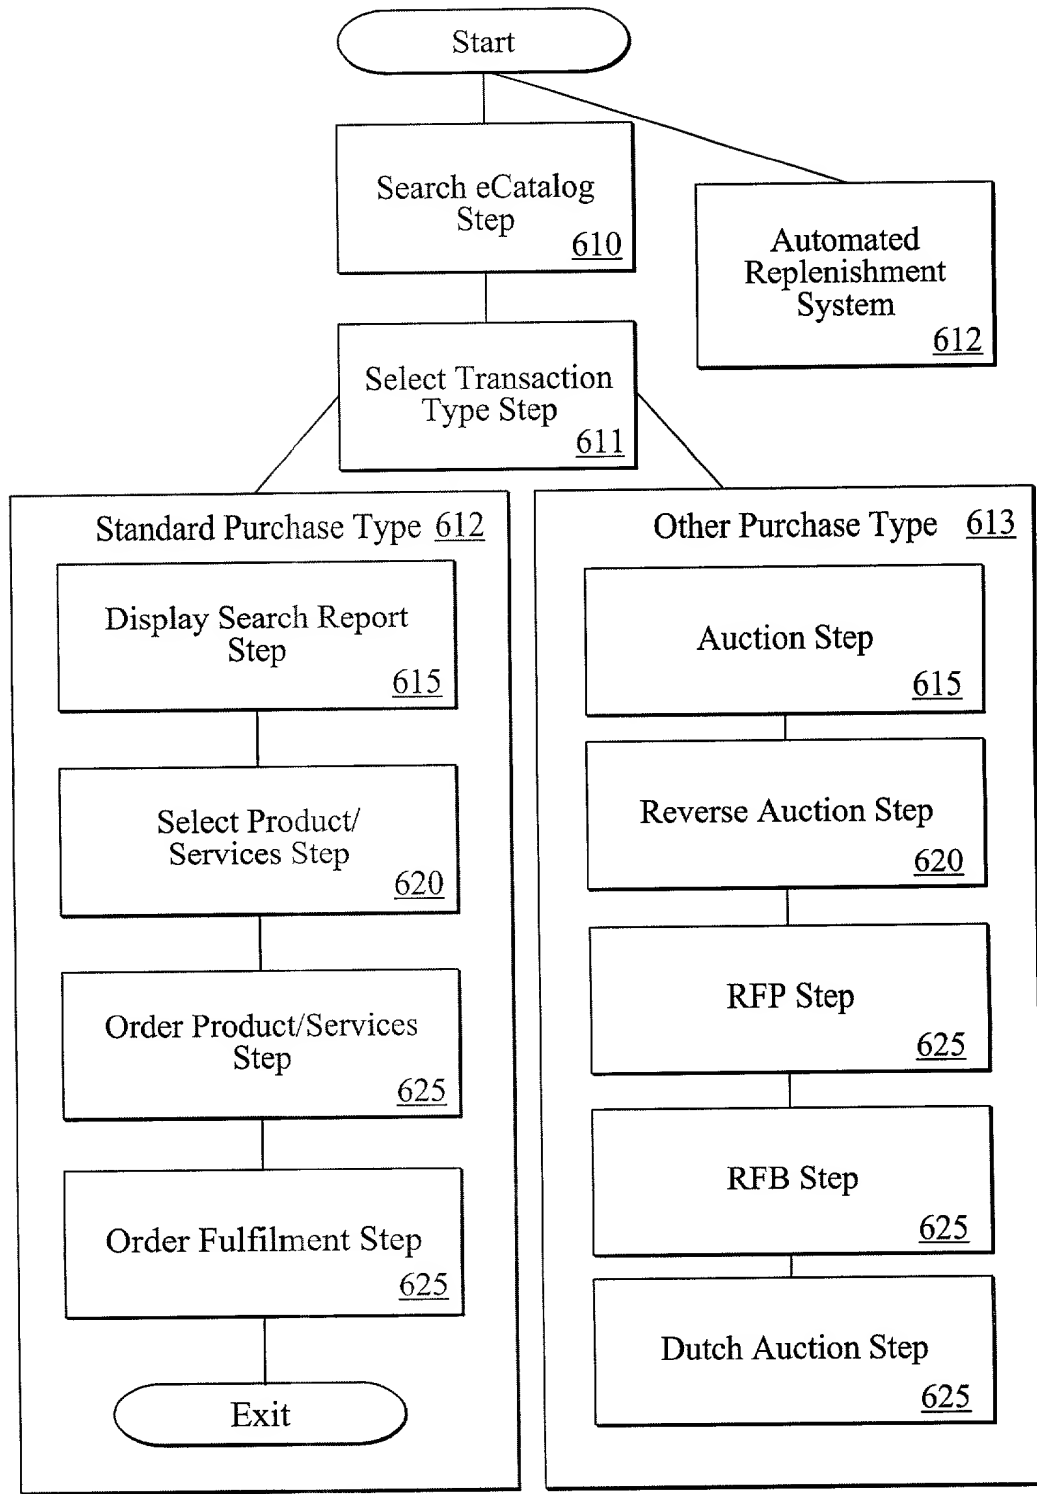 Start
Search eCatalog
Step
610
Automated
Replenishment
System
612
Select Transaction
Type Step
611
Standard Purchase Type 612
Display Search Report
Step
615
Select Product/
Services Step
620
Order Product/Services
Step
625
Order Fulfilment Step
625
Exit
Other Purchase Type 613
Auction Step
615
Reverse Auction Step
620
RFP Step
625
RFB Step
625
Dutch Auction Step
625